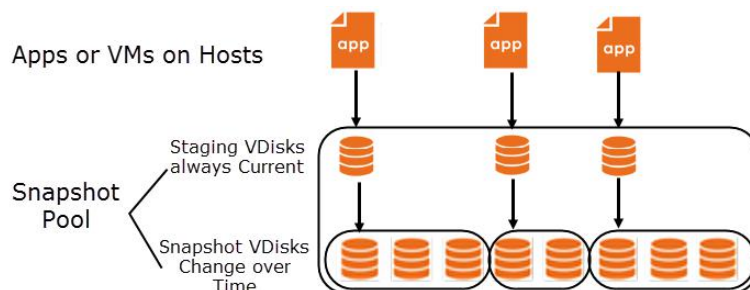 Apps or VMs on Hosts
app
app
app
Staging VDisks
always Current
Snapshot
Pool
Snapshot VDisks
Change over
Time